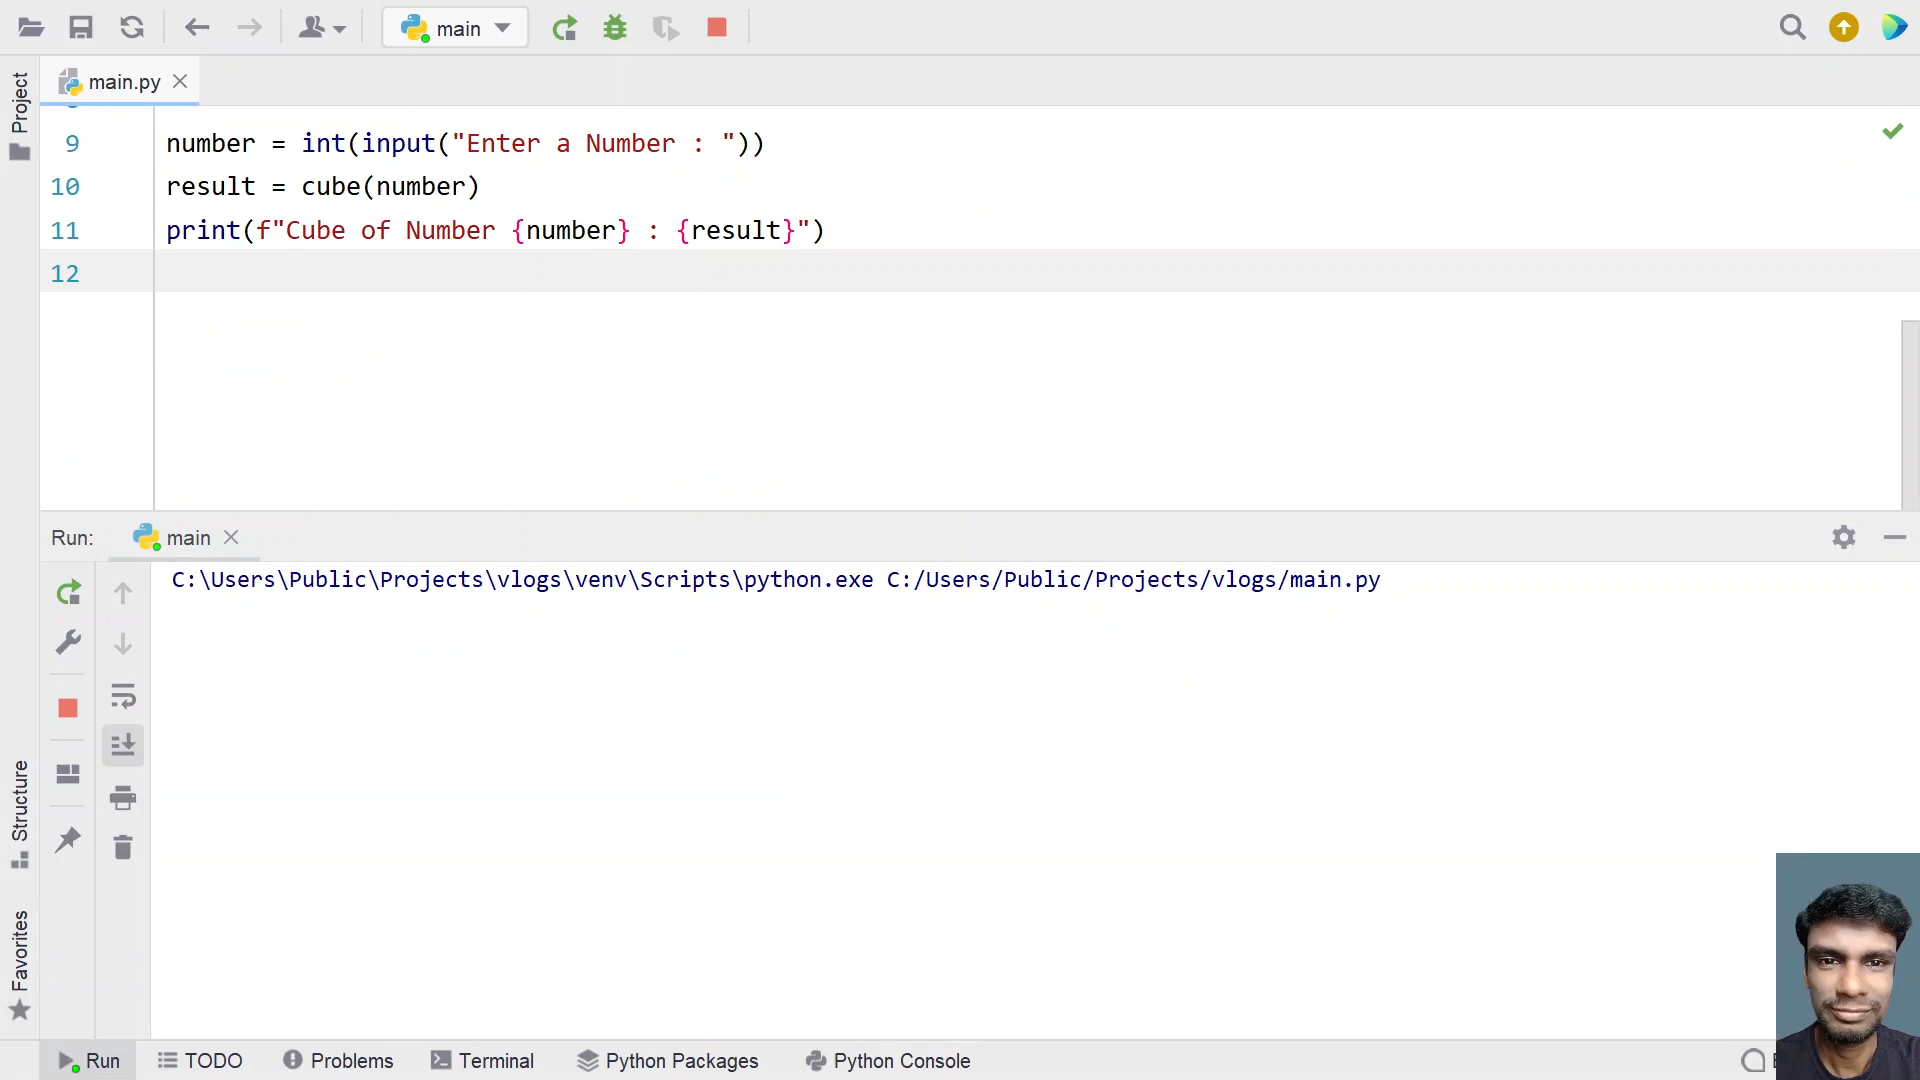 main
main.py
Project
9 number = int(input("Enter a Number : "))
10 result = cube(number)
11 print(f"Cube of Number {number} : {result}")
12
Run: main
C:\Users\Public\Projects\vlogs\venv\Scripts\python.exe C:/Users/Public/Projects/vlogs/main.py
Structure
Favorites
Run TODO Problems Terminal Python Packages Python Console